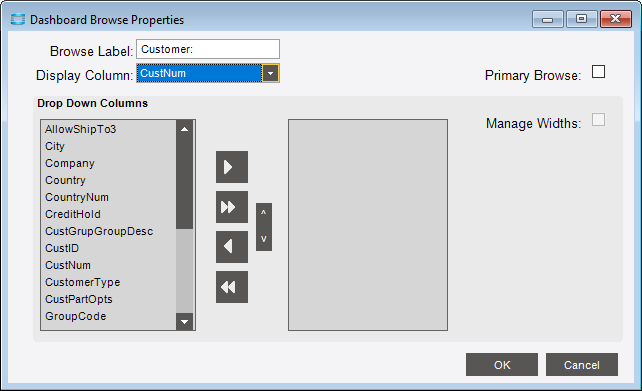 Dashboard Browse Properties
Browse Label: Customer:
Display Column: CustNum
Primary Browse:
Drop Down Columns
Manage Widths:
AllowShipTo3
City
Company
Country
CountryNum
CreditHold
CustGrupGroupDesc
CustID
CustNum
CustomerType
CustPartOpts
GroupCode
OK Cancel